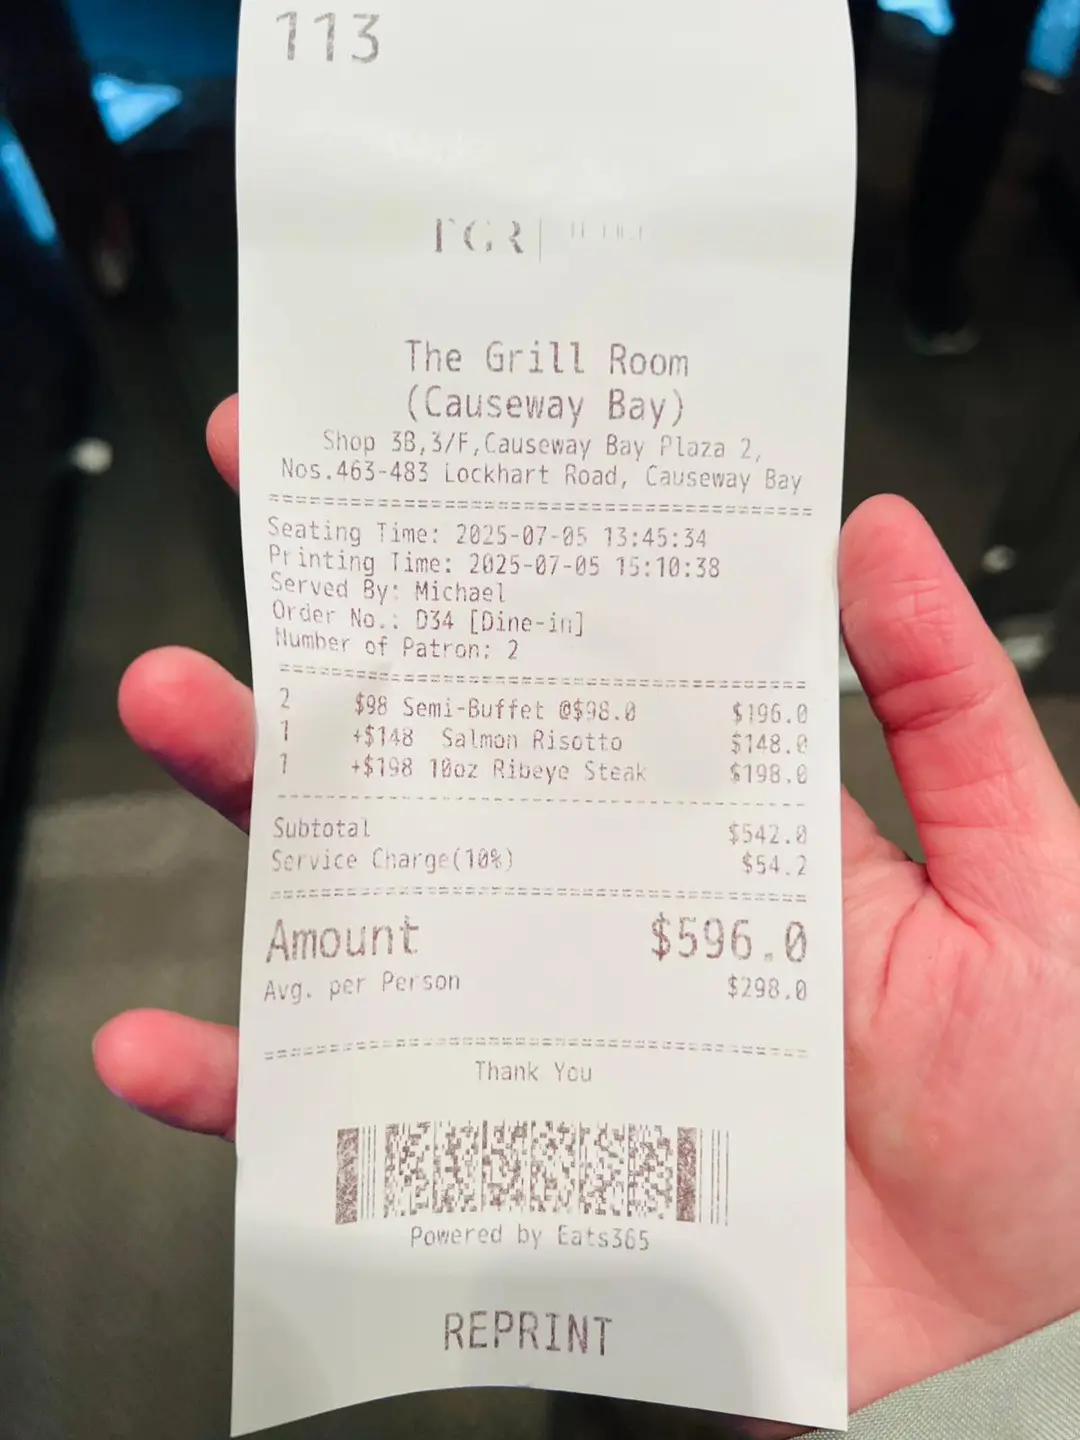 113
TGR
The Grill Room
(Causeway Bay)
Shop 3B,3/F,Causeway Bay Plaza 2,
Nos.463-483 Lockhart Road, Causeway Bay
Seating Time: 2025-07-05 13:45:34
Printing Time: 2025-07-05 15:10:38
Served By: Michael
Order No.: D34 [Dine-in]
Number of Patron: 2
2 $98 Semi-Buffet @$98.0 $196.0
1 +$148 Salmon Risotto $148.0
1 +$198 10oz Ribeye Steak $198.0
Subtotal $542.0
Service Charge(10%) $54.2
Amount $596.0
Avg. per Person $298.0
Thank You
Powered by Eats365
REPRINT